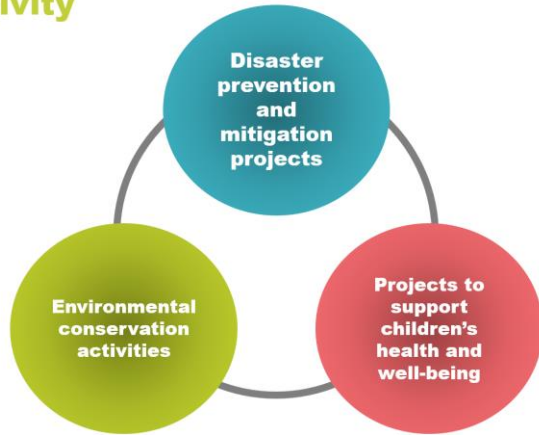 Disaster
prevention
and
mitigation
projects
Environmental
conservation
activities
Projects to
support
children's
health and
well-being